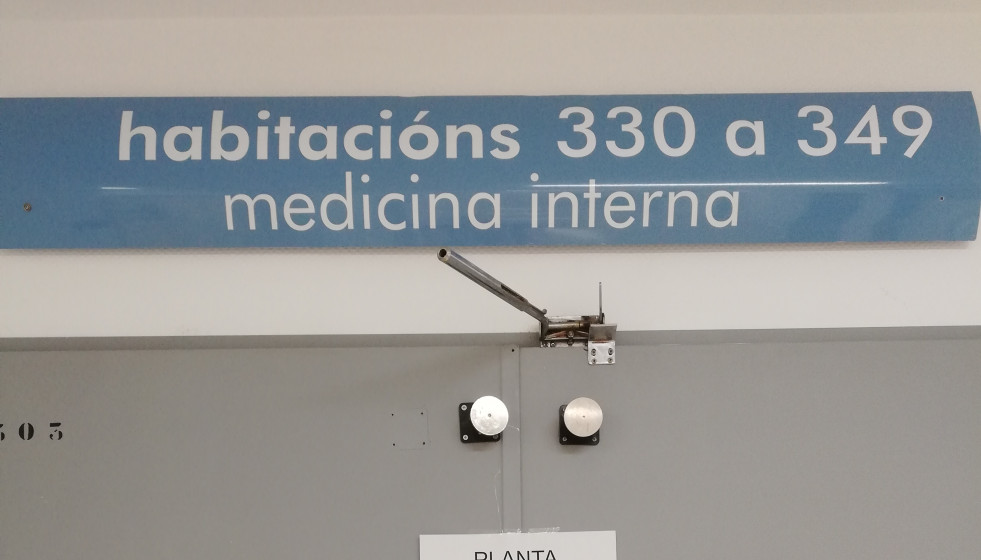 habitacións 330 a 349
medicina interna
303
PLANTA